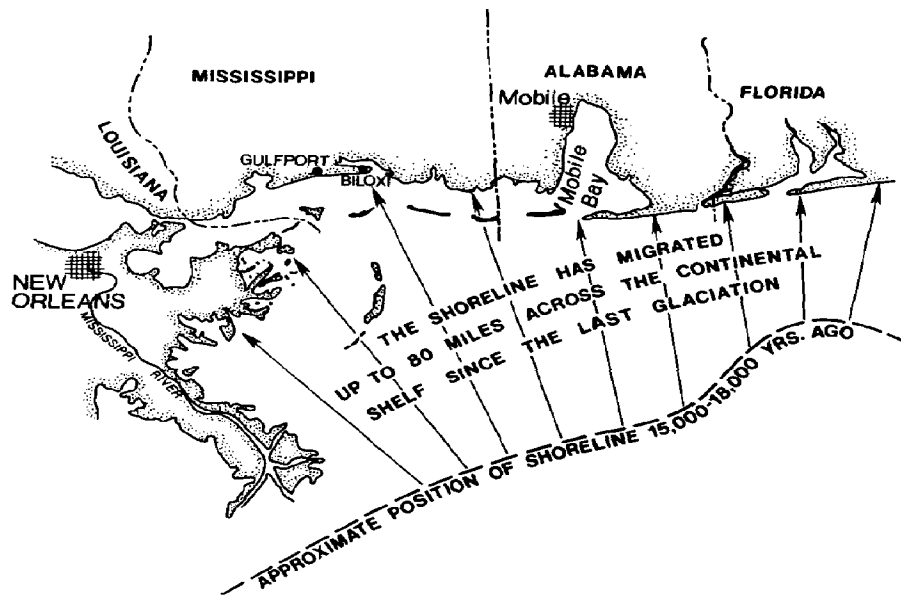 MISSISSIPPI
ALABAMA
FLORIDA
Mobile
LOUISIANA
GULFPORT
BILOXI
Mobile
Bay
NEW
ORLEANS
MISSISSIPPI
RIVER
THE SHORELINE HAS MIGRATED
UP TO 80 MILES ACROSS THE CONTINENTAL
SHELF SINCE THE LAST GLACIATION
APPROXIMATE POSITION OF SHORELINE 15,000-18,000 YRS. AGO